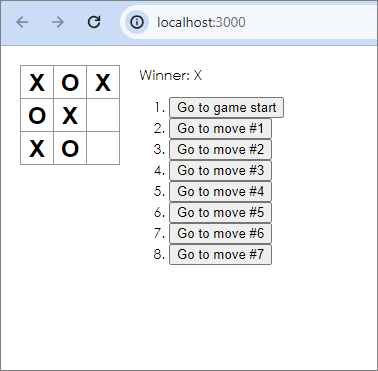 localhost:3000
X O X
O X
X O
Winner: X
1. Go to game start
2. Go to move #1
3. Go to move #2
4. Go to move #3
5. Go to move #4
6. Go to move #5
7. Go to move #6
8. Go to move #7